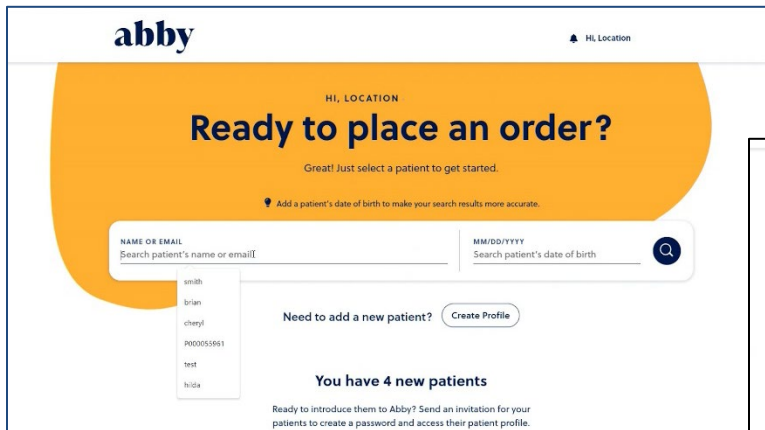 abby
Hi, Location
HI, LOCATION
Ready to place an order?
Great! Just select a patient to get started.
Add a patient's date of birth to make your search results more accurate.
NAME OR EMAIL
Search patient's name or email
MM/DD/YYYY
Search patient's date of birth
smith
brian
cheryl
P000055961
test
hilda
Need to add a new patient?
Create Profile
You have 4 new patients
Ready to introduce them to Abby? Send an invitation for your
patients to create a password and access their patient profile.